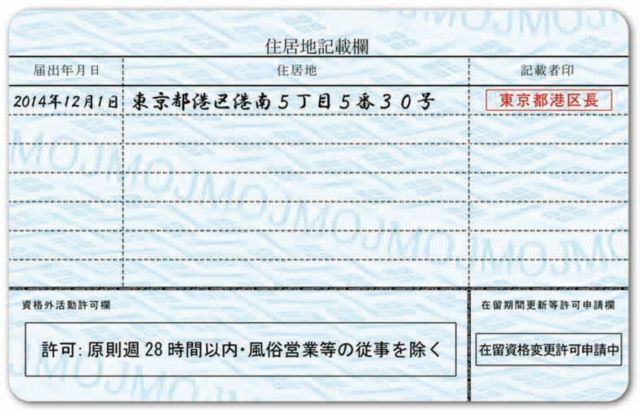 住居地記載欄
届出年月日 住居地 記載者印
2014年12月1日 東京都港区港南5丁目5番30号 東京都港区長
MOJMOJMOJMOJMOJMOJ
資格外活動許可欄 在留期間更新等許可申請欄
許可:原則週28時間以内・風俗営業等の従事を除く 在留資格変更許可申請中